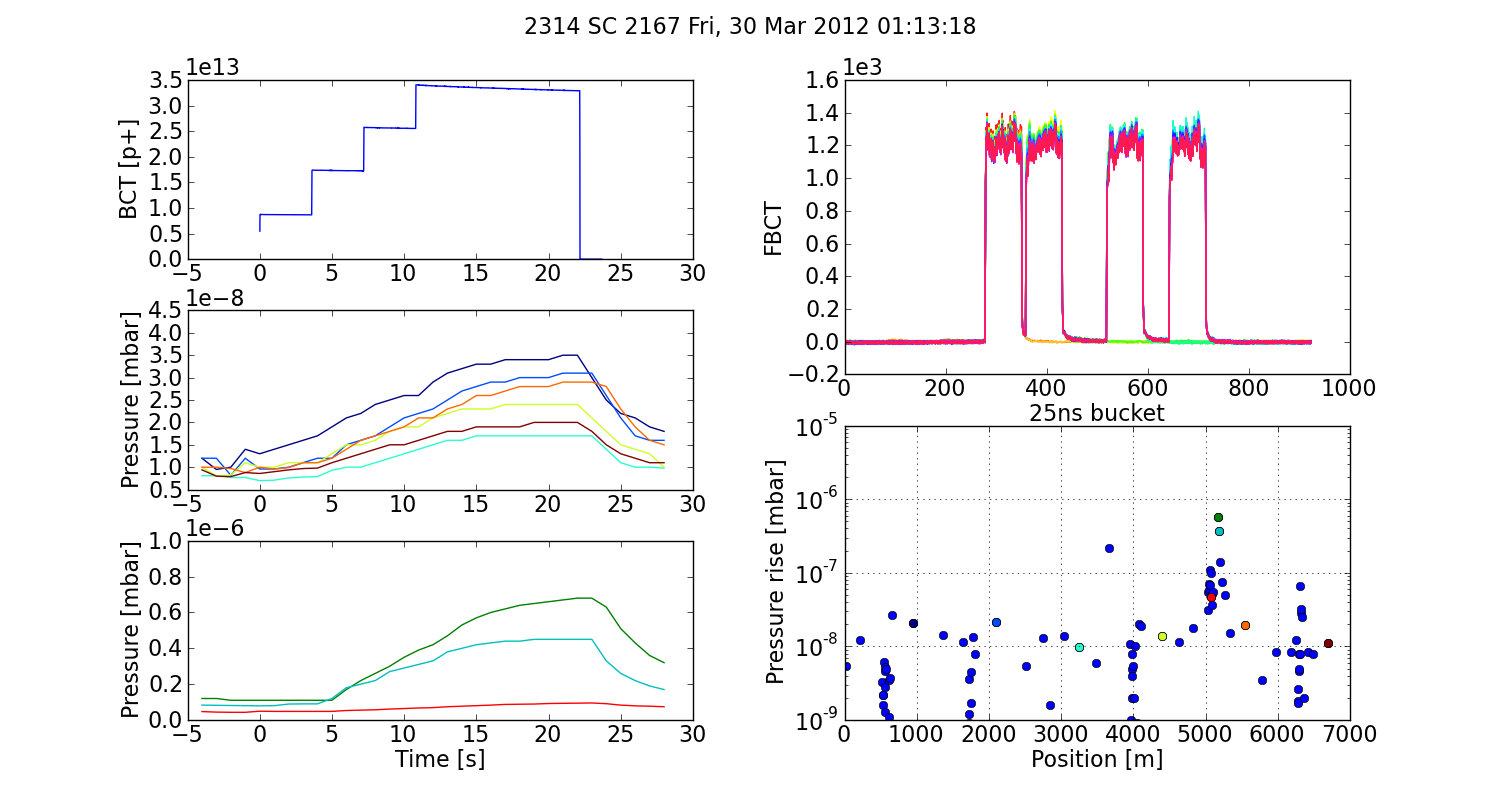 2314 SC 2167 Fri, 30 Mar 2012 01:13:18
1e13
3.5
3.0
2.5
2.0
1.5
1.0
0.5
0.0
BCT [p+]
−5 0 5 10 15 20 25 30
1e−8
4.5
4.0
3.5
3.0
2.5
2.0
1.5
1.0
0.5
Pressure [mbar]
−5 0 5 10 15 20 25 30
1e−6
1.0
0.8
0.6
0.4
0.2
0.0
Pressure [mbar]
−5 0 5 10 15 20 25 30
Time [s]
1e3
1.6
1.4
1.2
1.0
0.8
0.6
0.4
0.2
0.0
−0.2
FBCT
0 200 400 600 800 1000
25ns bucket
10-5
10-6
10-7
10-8
10-9
Pressure rise [mbar]
0 1000 2000 3000 4000 5000 6000 7000
Position [m]